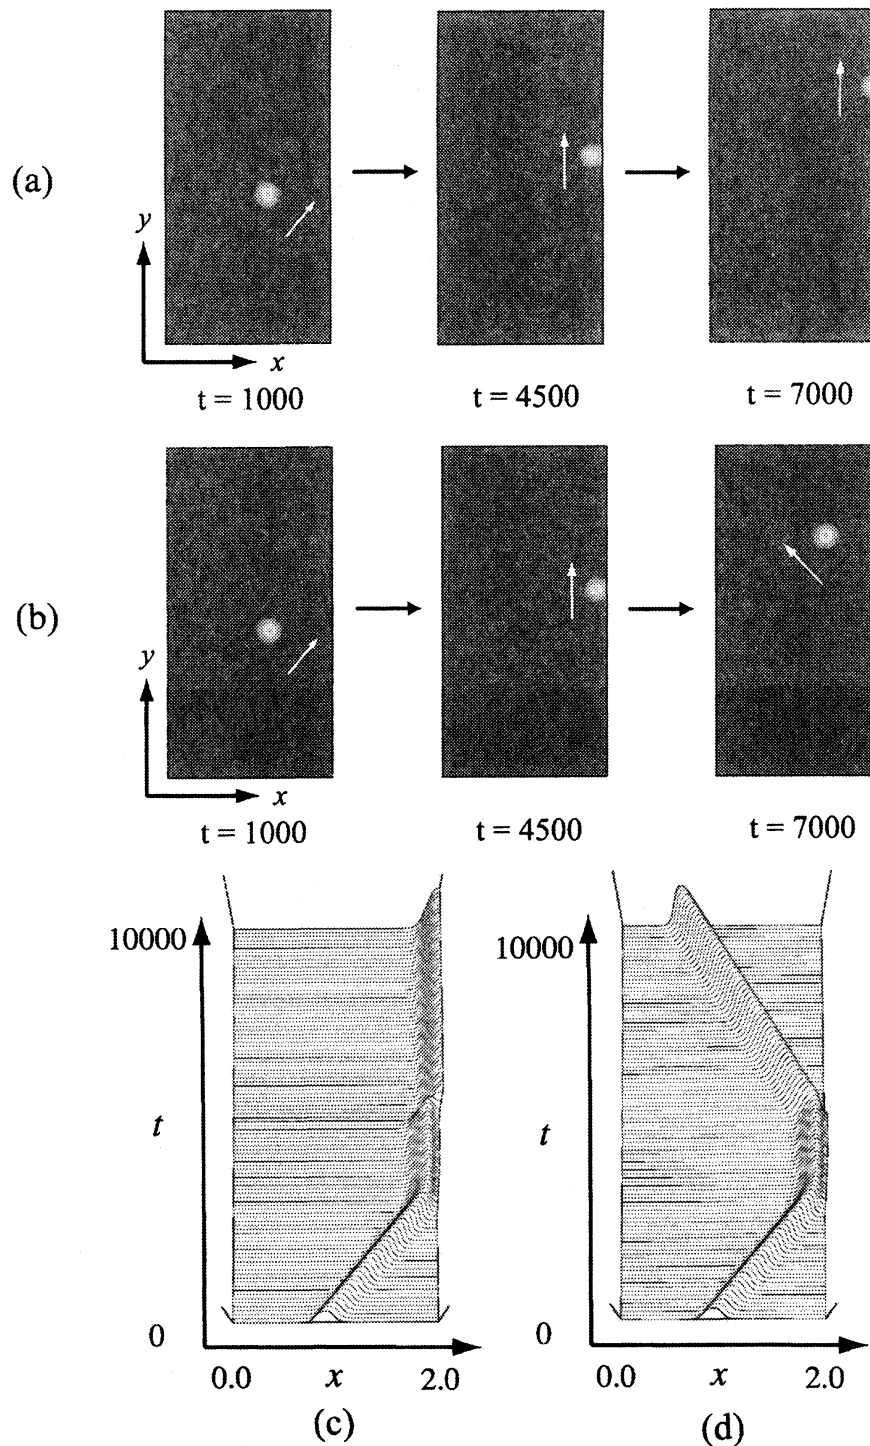 (a)
y
x
t = 1000
t = 4500
t = 7000
(b)
y
x
t = 1000
t = 4500
t = 7000
10000
t
0
0.0
x
2.0
(c)
10000
t
0
0.0
x
2.0
(d)